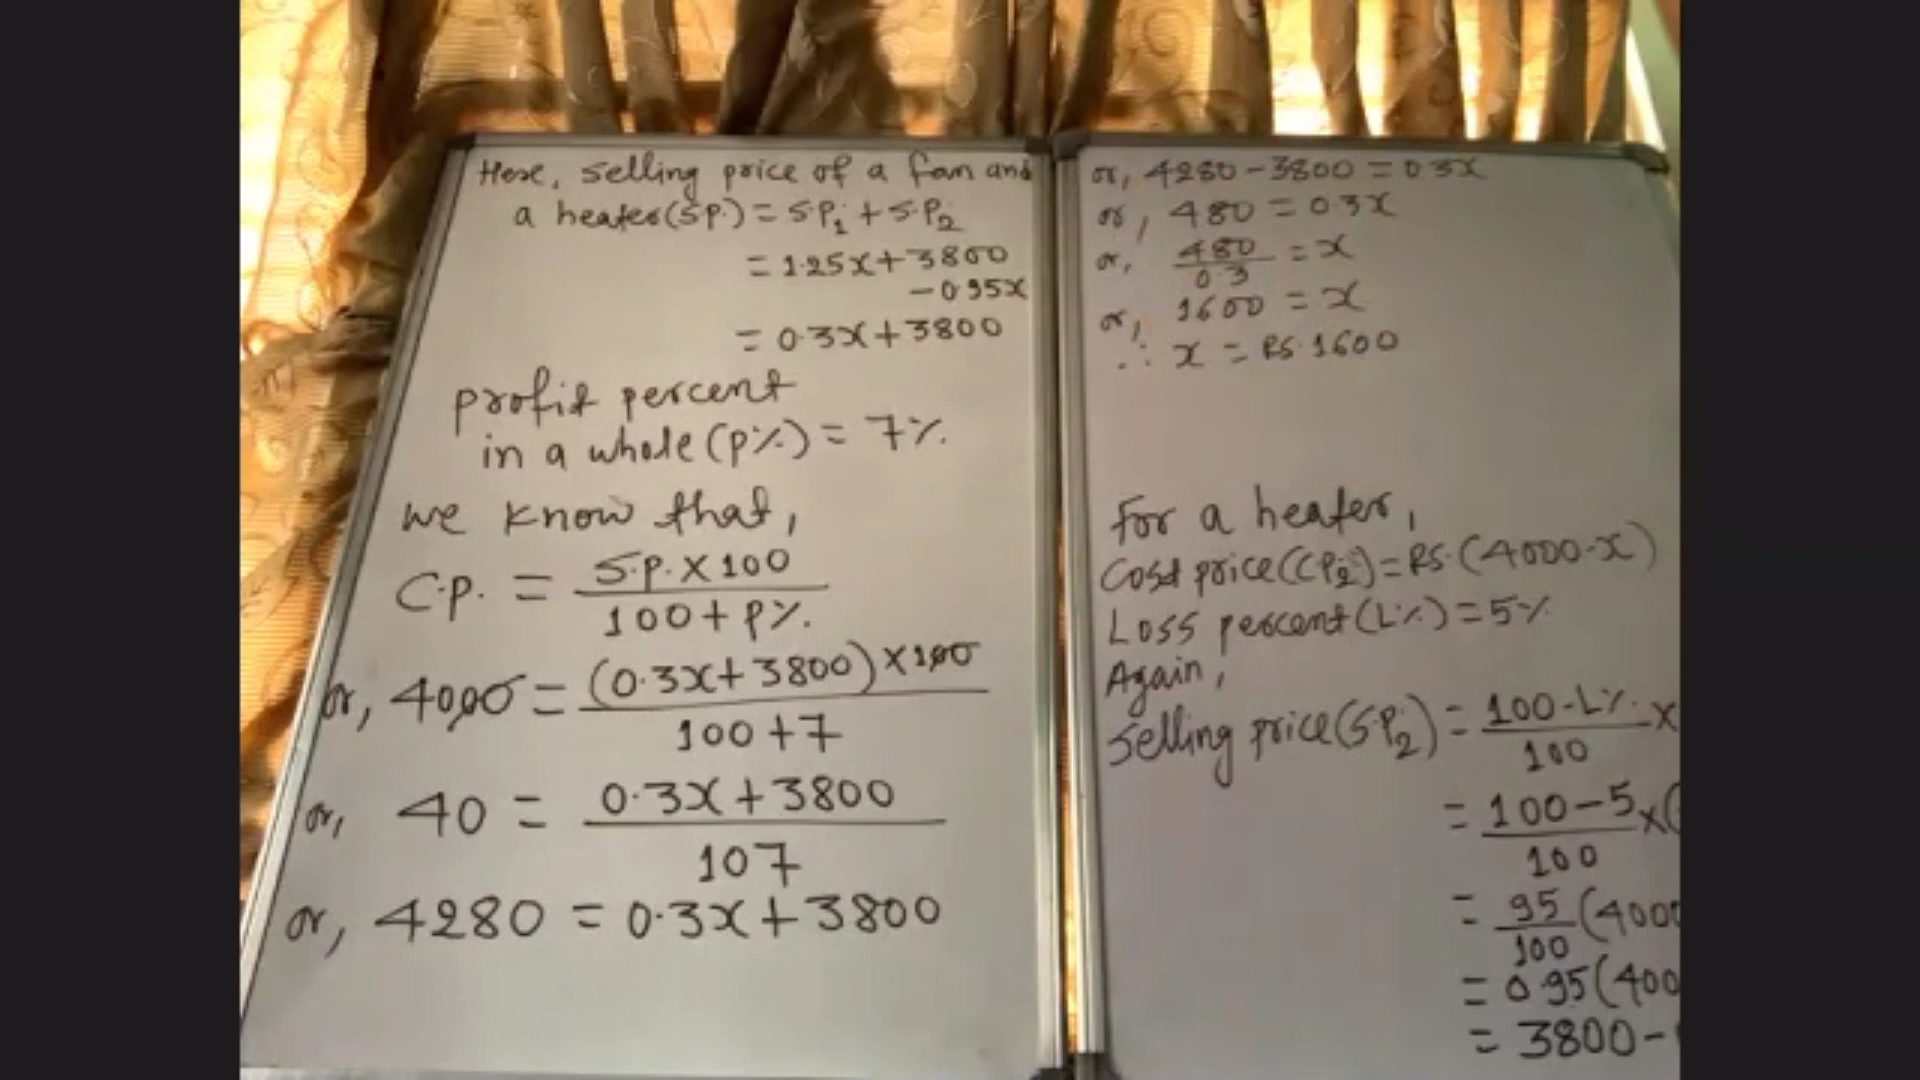 Here, selling price of a fan and
a heater(S.P.) = S.P₁ + S.P₂
= 1.25x + 3800
- 0.95x
= 0.3x + 3800
profit percent
in a whole (p%) = 7%
we know that,
C.P. = S.P. × 100 / 100 + P%
or, 4000 = (0.3x + 3800) × 100 / 100 + 7
or, 40 = 0.3x + 3800 / 107
or, 4280 = 0.3x + 3800
or, 4280 - 3800 = 0.3x
or, 480 = 0.3x
or, 480 / 0.3 = x
or, 1600 = x
∴ x = Rs. 1600
For a heater,
Cost price(CP₂) = Rs. (4000-x)
Loss percent (L%) = 5%
Again,
selling price(S.P₂) = 100-L% / 100 ×
= 100-5 / 100 × (
= 95 / 100 (4000
= 0.95(400
= 3800 -